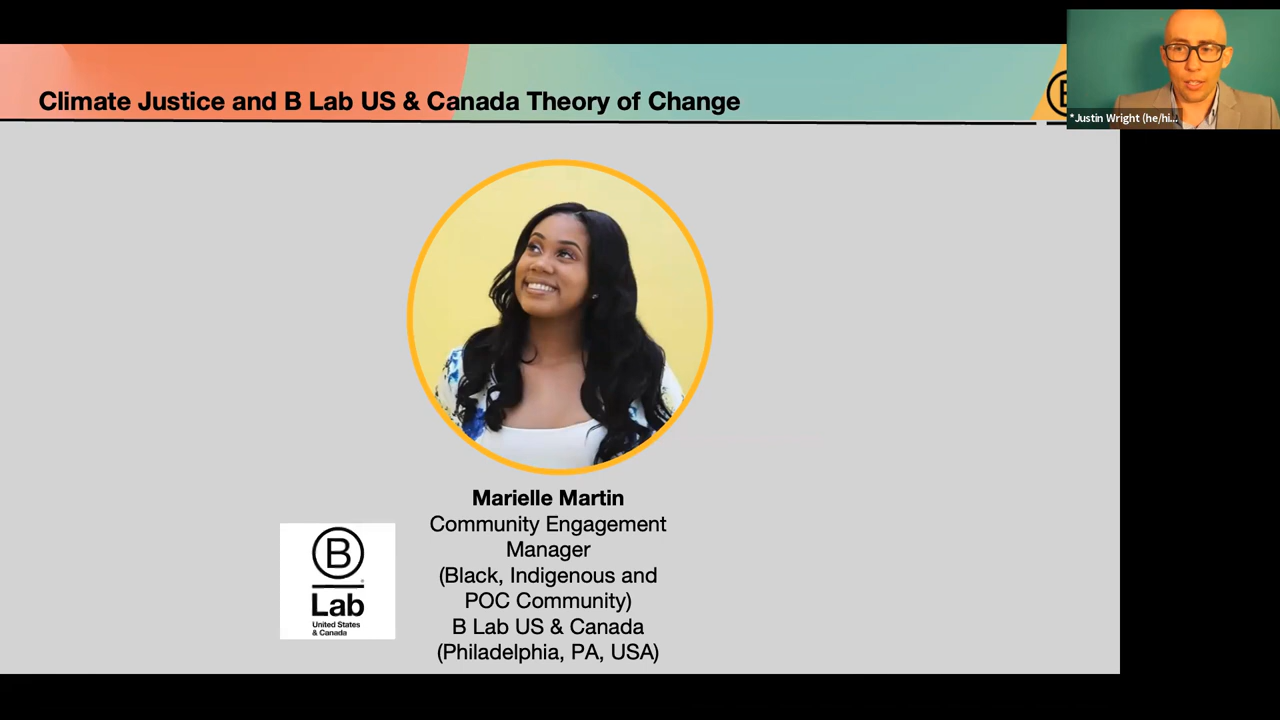 Climate Justice and B Lab US & Canada Theory of Change
B
*Justin Wright (he/hi...
Marielle Martin
Community Engagement
Manager
(Black, Indigenous and
POC Community)
B Lab US & Canada
(Philadelphia, PA, USA)
B
Lab
United States
& Canada